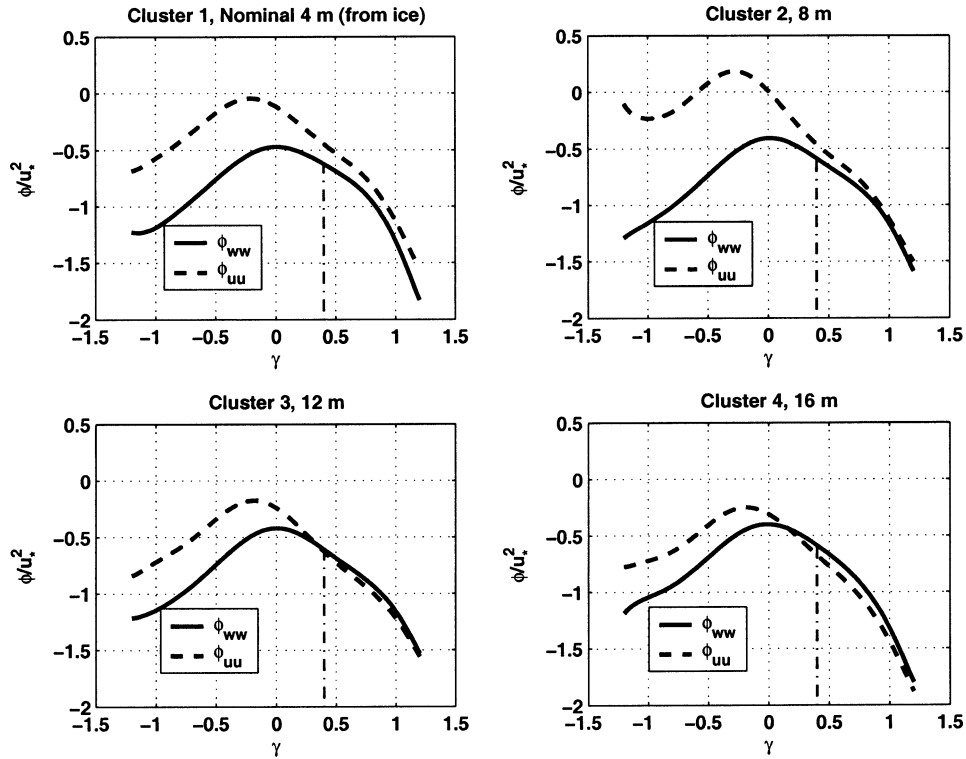 Cluster 1, Nominal 4 m (from ice)
0.5
0
−0.5
−1
−1.5
−2
ϕ/u*²
ϕww
ϕuu
−1.5 −1 −0.5 0 0.5 1 1.5
γ
Cluster 2, 8 m
0.5
0
−0.5
−1
−1.5
−2
ϕ/u*²
ϕww
ϕuu
−1.5 −1 −0.5 0 0.5 1 1.5
γ
Cluster 3, 12 m
0.5
0
−0.5
−1
−1.5
−2
ϕ/u*²
ϕww
ϕuu
−1.5 −1 −0.5 0 0.5 1 1.5
γ
Cluster 4, 16 m
0.5
0
−0.5
−1
−1.5
−2
ϕ/u*²
ϕww
ϕuu
−1.5 −1 −0.5 0 0.5 1 1.5
γ